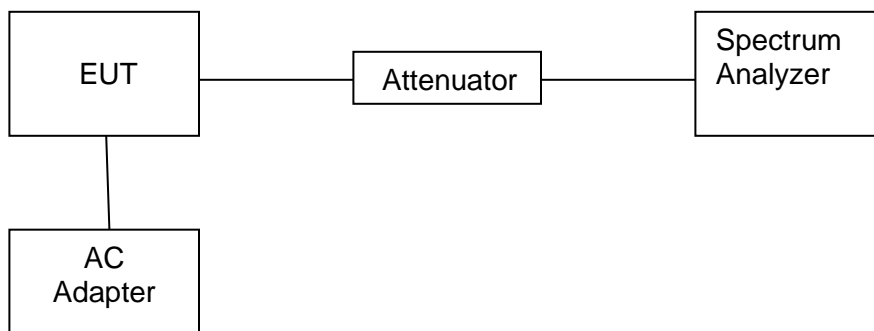 EUT
Attenuator
Spectrum
Analyzer
AC
Adapter